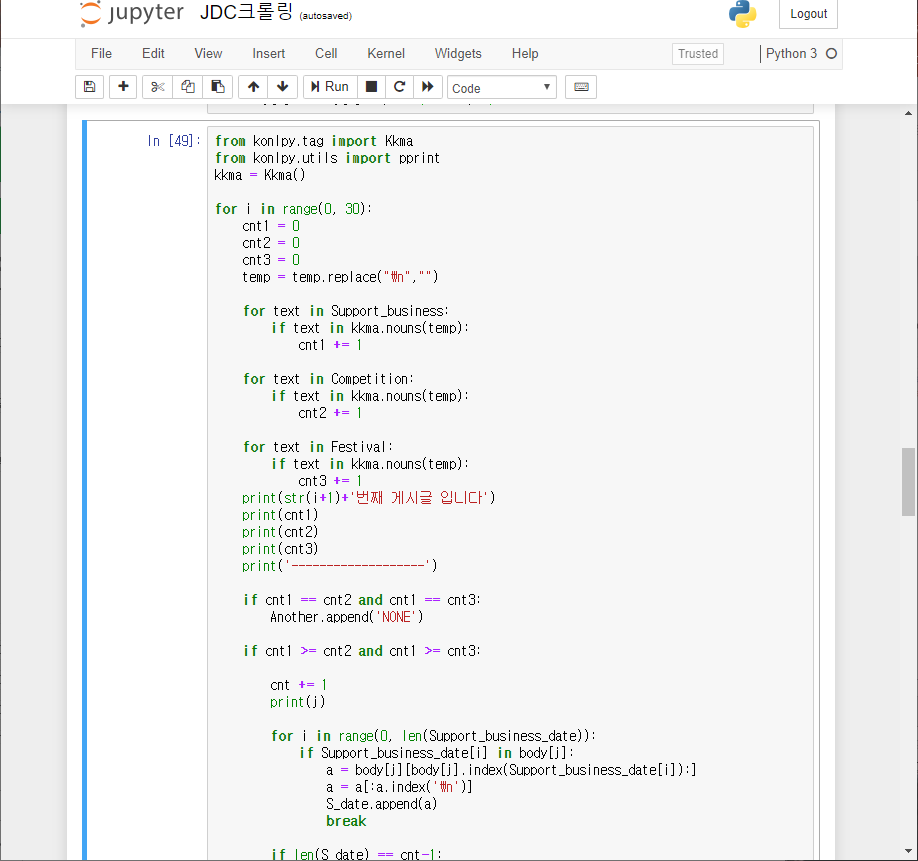 jupyter JDC크롤링 (autosaved)
Logout
File Edit View Insert Cell Kernel Widgets Help
Trusted
Python 3
Run
Code
In [49]:
from konlpy.tag import Kkma
from konlpy.utils import pprint
kkma = Kkma()
for i in range(0, 30):
cnt1 = 0
cnt2 = 0
cnt3 = 0
temp = temp.replace("₩n","")
for text in Support_business:
if text in kkma.nouns(temp):
cnt1 += 1
for text in Competition:
if text in kkma.nouns(temp):
cnt2 += 1
for text in Festival:
if text in kkma.nouns(temp):
cnt3 += 1
print(str(i+1)+'번째 게시글 입니다')
print(cnt1)
print(cnt2)
print(cnt3)
print('-------------------')
if cnt1 == cnt2 and cnt1 == cnt3:
Another.append('NONE')
if cnt1 >= cnt2 and cnt1 >= cnt3:
cnt += 1
print(j)
for i in range(0, len(Support_business_date)):
if Support_business_date[i] in body[j]:
a = body[j][body[j].index(Support_business_date[i]):]
a = a[:a.index('₩n')]
S_date.append(a)
break
if len(S_date) == cnt-1: